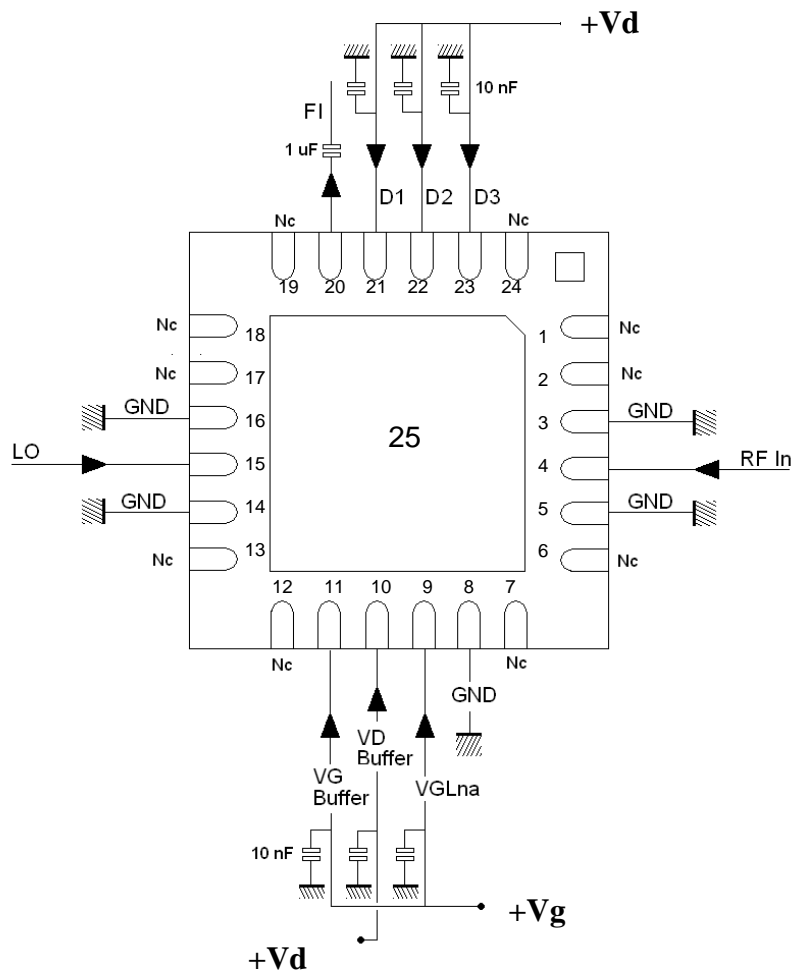 +Vd
10 nF
FI
1 uF
D1 D2 D3
Nc Nc
19 20 21 22 23 24
Nc 18 1 Nc
Nc 17 2 Nc
GND 16 3 GND
25
LO 15 4 RF In
GND 14 5 GND
Nc 13 6 Nc
12 11 10 9 8 7
Nc Nc
GND
VD
Buffer
VG
Buffer
VGLna
10 nF
+Vg
+Vd